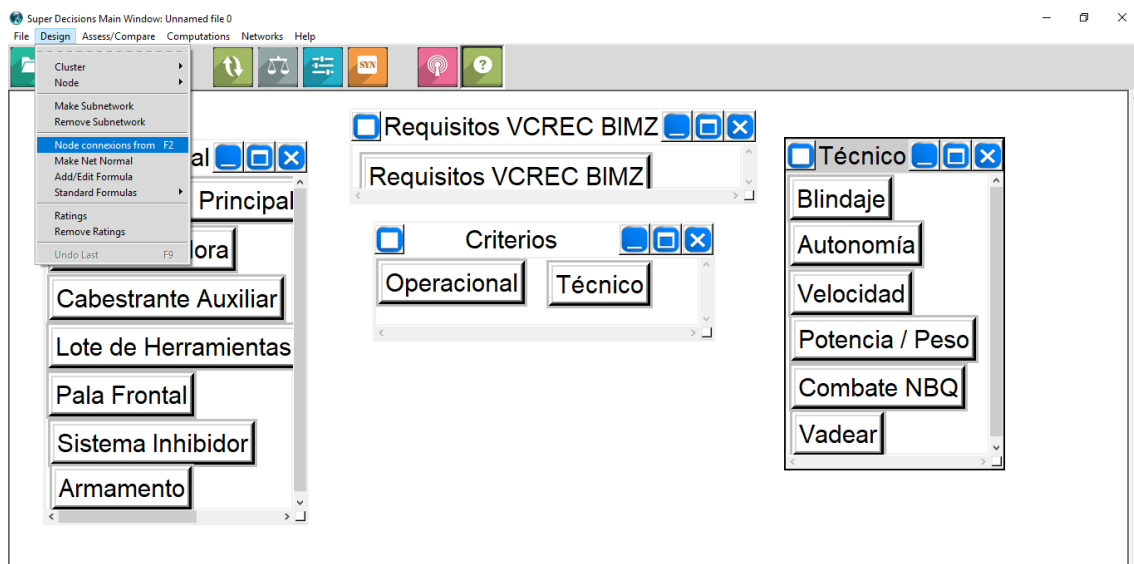 Super Decisions Main Window: Unnamed file 0
File Design Assess/Compare Computations Networks Help
SYN
?
Cluster
Node
Make Subnetwork
Remove Subnetwork
Node connexions from F2
Make Net Normal
Add/Edit Formula
Standard Formulas
Ratings
Remove Ratings
Undo Last F9
al
Principal
ora
Cabestrante Auxiliar
Lote de Herramientas
Pala Frontal
Sistema Inhibidor
Armamento
Requisitos VCREC BIMZ
Requisitos VCREC BIMZ
Criterios
Operacional Técnico
Técnico
Blindaje
Autonomía
Velocidad
Potencia / Peso
Combate NBQ
Vadear